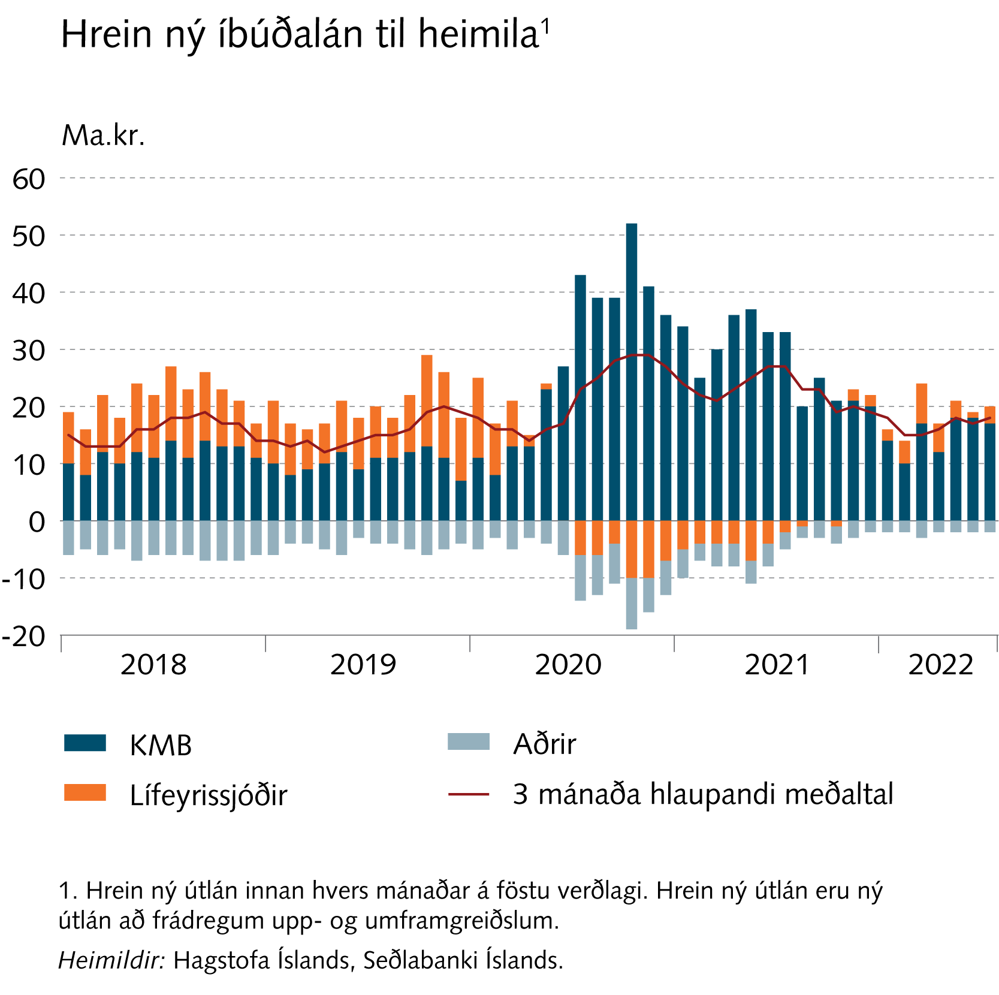 Hrein ný íbúðalán til heimila¹
Ma.kr.
60
50
40
30
20
10
0
-10
-20
2018 2019 2020 2021 2022
KMB
Aðrir
Lífeyrissjóðir
3 mánaða hlaupandi meðaltal
1. Hrein ný útlán innan hvers mánaðar á föstu verðlagi. Hrein ný útlán eru ný
útlán að frádregum upp- og umframgreiðslum.
Heimildir: Hagstofa Íslands, Seðlabanki Íslands.